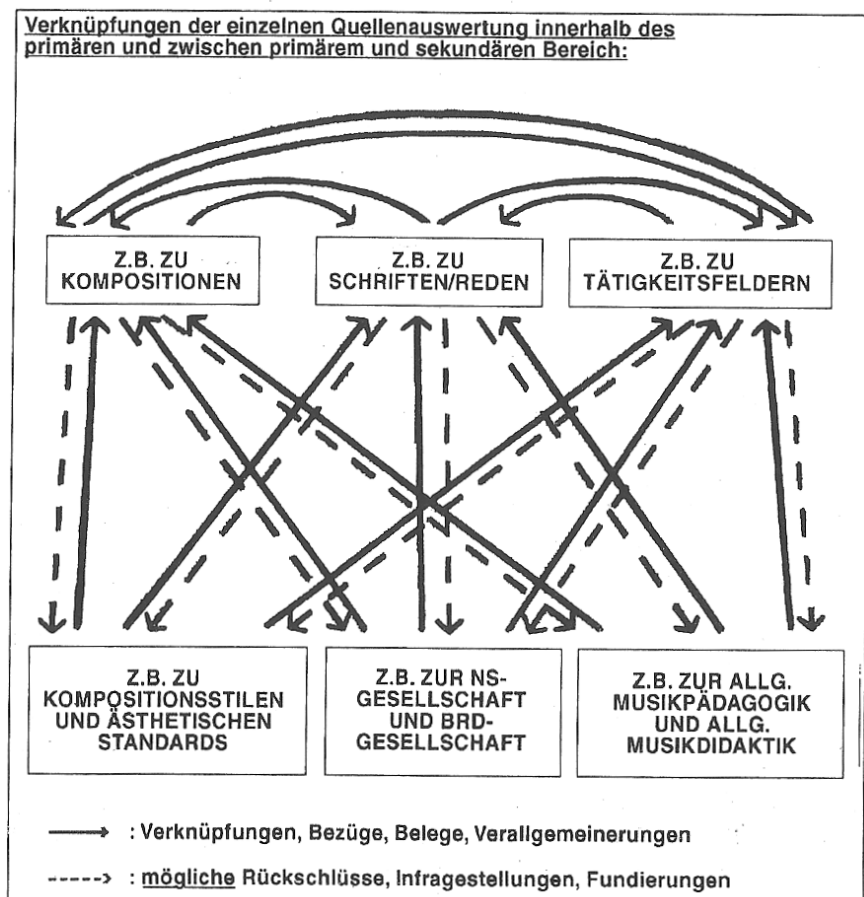 Verknüpfungen der einzelnen Quellenauswertung innerhalb des
primären und zwischen primärem und sekundären Bereich:
Z.B. ZU
KOMPOSITIONEN
Z.B. ZU
SCHRIFTEN/REDEN
Z.B. ZU
TÄTIGKEITSFELDERN
Z.B. ZU
KOMPOSITIONSSTILEN
UND ÄSTHETISCHEN
STANDARDS
Z.B. ZUR NS-
GESELLSCHAFT
UND BRD-
GESELLSCHAFT
Z.B. ZUR ALLG.
MUSIKPÄDAGOGIK
UND ALLG.
MUSIKDIDAKTIK
: Verknüpfungen, Bezüge, Belege, Verallgemeinerungen
: mögliche Rückschlüsse, Infragestellungen, Fundierungen